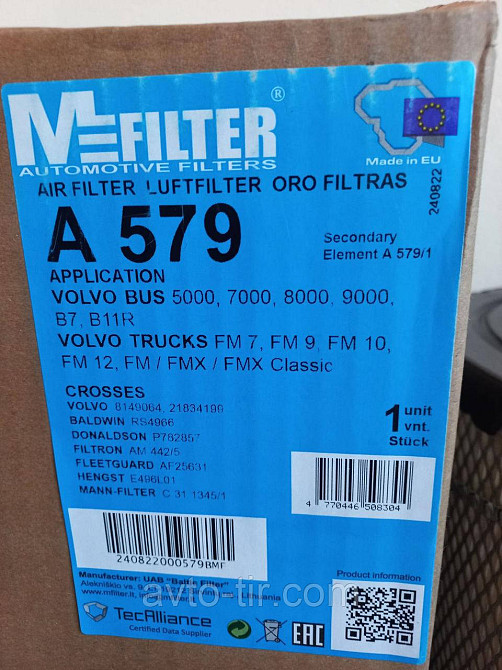 MFILTER®
AUTOMOTIVE FILTERS
Made in EU
240822
AIR FILTER LUFTFILTER ORO FILTRAS
A 579
Secondary
Element A 579/1
APPLICATION
VOLVO BUS 5000, 7000, 8000, 9000,
B7, B11R
VOLVO TRUCKS FM 7, FM 9, FM 10,
FM 12, FM / FMX / FMX Classic
CROSSES
VOLVO 8149064, 21834199
BALDWIN RS4966
DONALDSON P782857
FILTRON AM 442/5
FLEETGUARD AF25631
HENGST E496L01
MANN-FILTER C 31 1345/1
1 unit
vnt.
Stück
4 770446 508304
240822000579BMF
Manufacturer: UAB "Baltic Filter"
www.mfilter.lt, Lithuania
avto-tir.com
TecAlliance
Certified Data Supplier
EAC